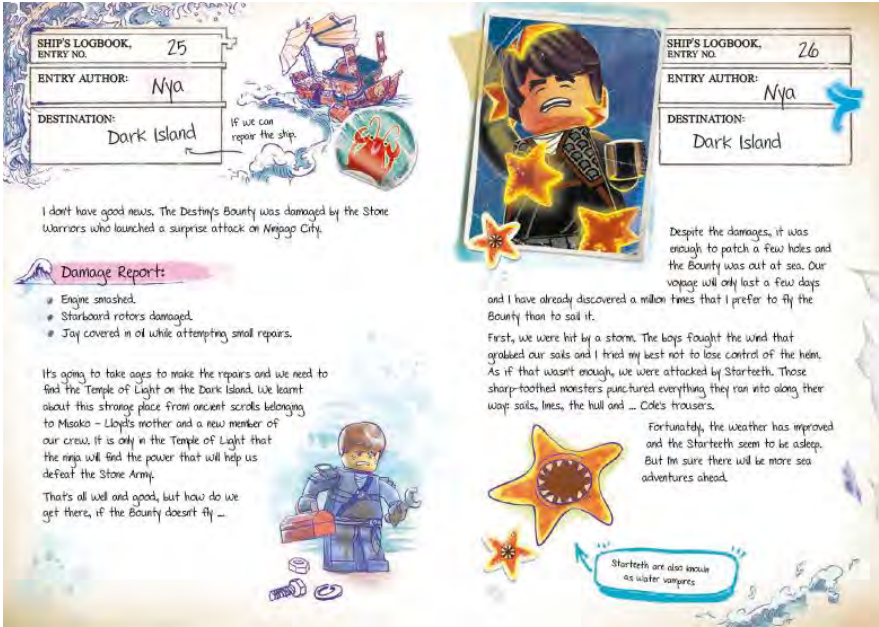 SHIP'S LOGBOOK,
ENTRY NO.
25
ENTRY AUTHOR:
Nya
DESTINATION:
Dark Island
If we can
repair the ship.
I don't have good news. The Destiny's Bounty was damaged by the Stone
Warriors who launched a surprise attack on Ninjago City.
Damage Report:
Engine smashed.
Starboard rotors damaged.
Jay covered in oil while attempting small repairs.
It's going to take ages to make the repairs and we need to
find the Temple of Light on the Dark Island. We learnt
about this strange place from ancient scrolls belonging
to Misako – Lloyd's mother and a new member of
our crew. It is only in the Temple of Light that
the ninja will find the power that will help us
defeat the Stone Army.
That's all well and good, but how do we
get there, if the Bounty doesn't fly ...
SHIP'S LOGBOOK,
ENTRY NO.
26
ENTRY AUTHOR:
Nya
DESTINATION:
Dark Island
Despite the damages, it was
enough to patch a few holes and
the Bounty was out at sea. Our
voyage will only last a few days
and I have already discovered a million times that I prefer to fly the
Bounty than to sail it.
First, we were hit by a storm. The boys fought the wind that
grabbed our sails and I tried my best not to lose control of the helm.
As if that wasn't enough, we were attacked by Starteeth. Those
sharp-toothed monsters punctured everything they ran into along their
way: sails, lines, the hull and ... Cole's trousers.
Fortunately, the weather has improved
and the Starteeth seem to be asleep.
But I'm sure there will be more sea
adventures ahead.
Starteeth are also known
as water vampires